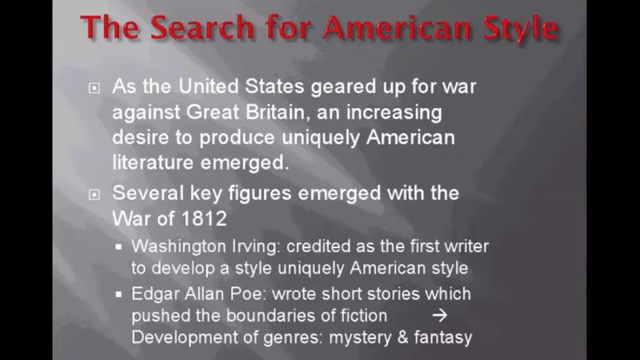 The Search for American Style
As the United States geared up for war
against Great Britain, an increasing
desire to produce uniquely American
literature emerged.
Several key figures emerged with the
War of 1812
Washington Irving: credited as the first writer
to develop a style uniquely American style
Edgar Allan Poe: wrote short stories which
pushed the boundaries of fiction →
Development of genres: mystery & fantasy